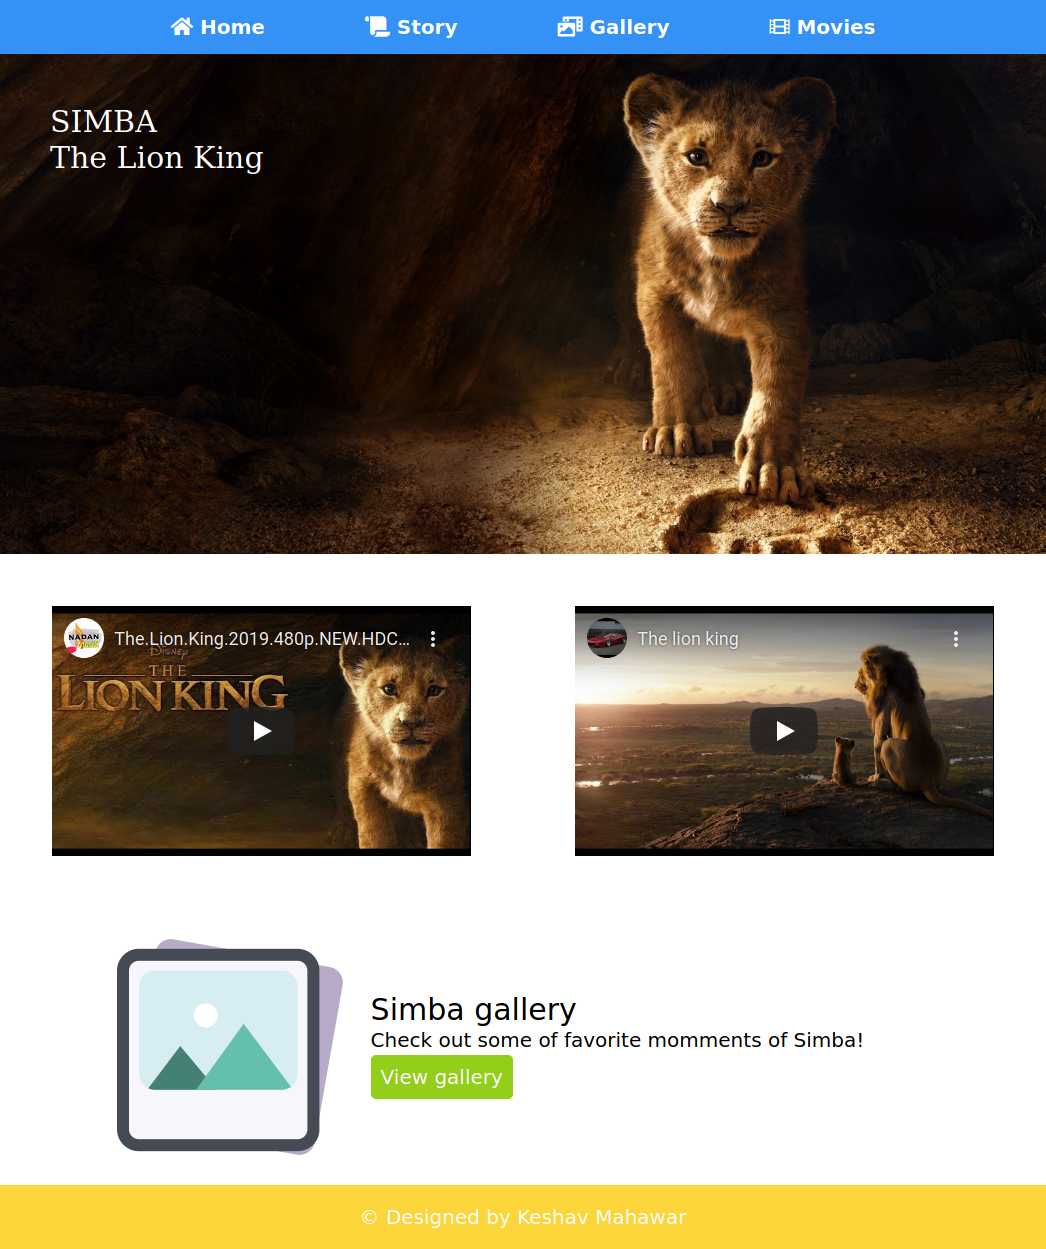 Home Story Gallery Movies
SIMBA
The Lion King
NADAN Music
The.Lion.King.2019.480p.NEW.HDC...
Disney
THE
LION KING
The lion king
Simba gallery
Check out some of favorite momments of Simba!
View gallery
© Designed by Keshav Mahawar